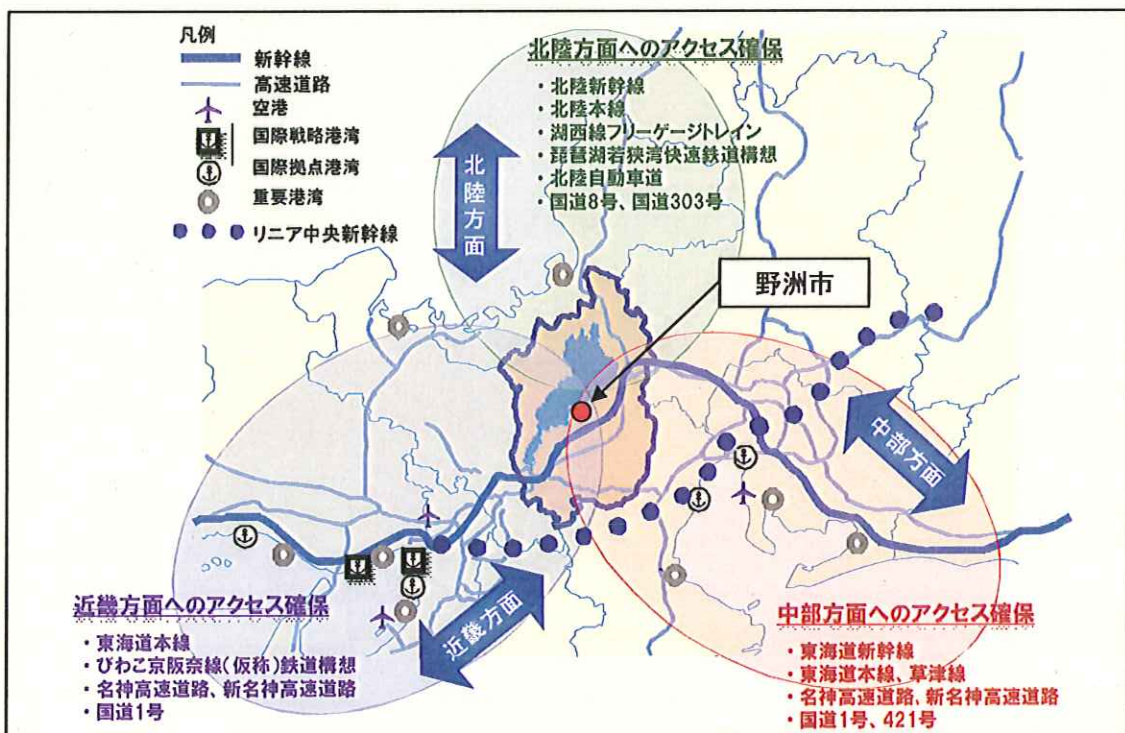 凡例
新幹線
高速道路
空港
国際戦略港湾
国際拠点港湾
重要港湾
リニア中央新幹線
北陸方面へのアクセス確保
・北陸新幹線
・北陸本線
・湖西線フリーゲージトレイン
・琵琶湖若狭湾快速鉄道構想
・北陸自動車道
・国道8号、国道303号
北陸方面
野洲市
中部方面
近畿方面
近畿方面へのアクセス確保
・東海道本線
・びわこ京阪奈線(仮称)鉄道構想
・名神高速道路、新名神高速道路
・国道1号
中部方面へのアクセス確保
・東海道新幹線
・東海道本線、草津線
・名神高速道路、新名神高速道路
・国道1号、421号